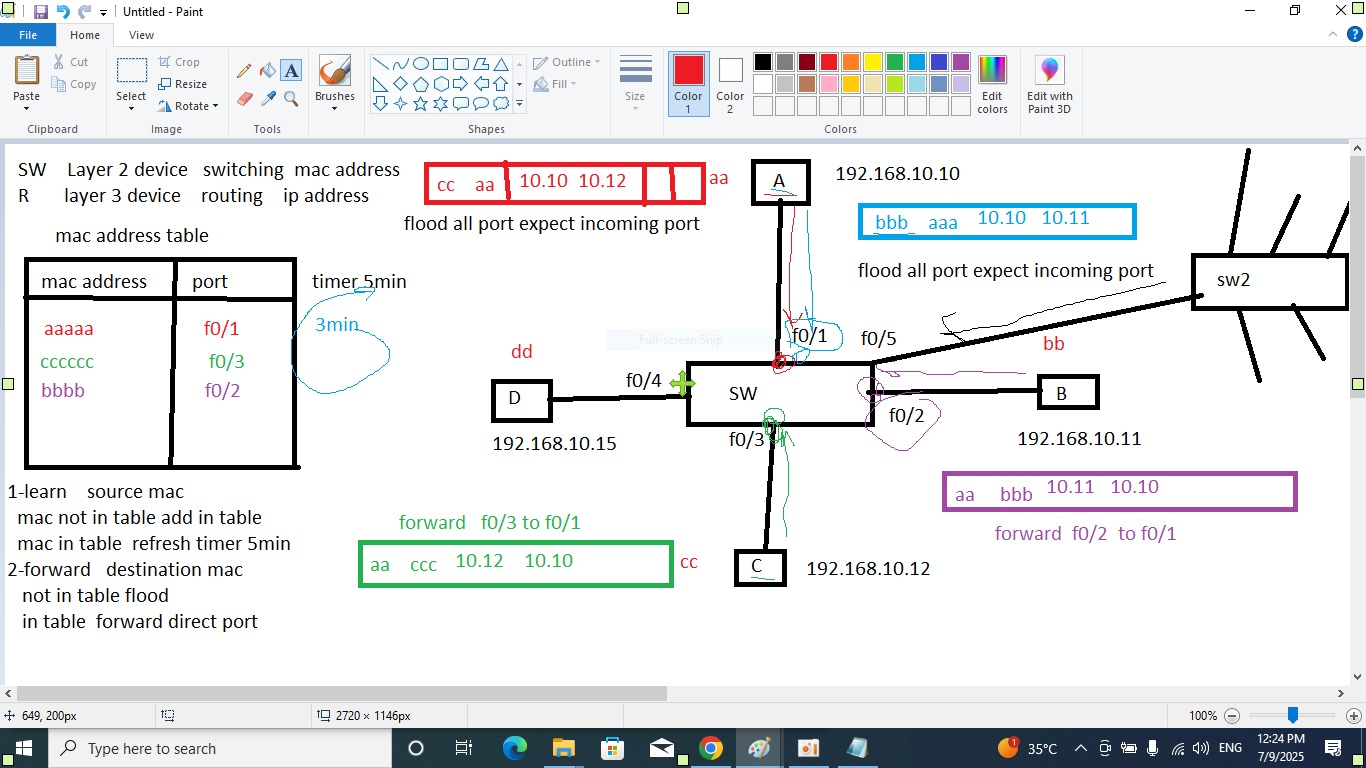 Untitled - Paint
File Home View
Paste
Cut
Copy
Clipboard
Select
Crop
Resize
Rotate
Image
A
Tools
Brushes
Outline
Fill
Shapes
Size
Color 1
Color 2
Edit colors
Colors
Edit with Paint 3D
SW Layer 2 device switching mac address
R layer 3 device routing ip address
mac address table
mac address port timer 5min
aaaaa f0/1 3min
cccccc f0/3
bbbb f0/2
1-learn source mac
mac not in table add in table
mac in table refresh timer 5min
2-forward destination mac
not in table flood
in table forward direct port
cc aa 10.10 10.12 aa
flood all port expect incoming port
A
192.168.10.10
bbb aaa 10.10 10.11
flood all port expect incoming port
sw2
Full-screen Snip
f0/1
f0/5
bb
dd
D
f0/4
SW
B
f0/2
192.168.10.15
f0/3
192.168.10.11
aa bbb 10.11 10.10
forward f0/2 to f0/1
forward f0/3 to f0/1
aa ccc 10.12 10.10 cc
C
192.168.10.12
649, 200px
2720 × 1146px
100%
Type here to search
1
35°C
ENG
12:24 PM
7/9/2025